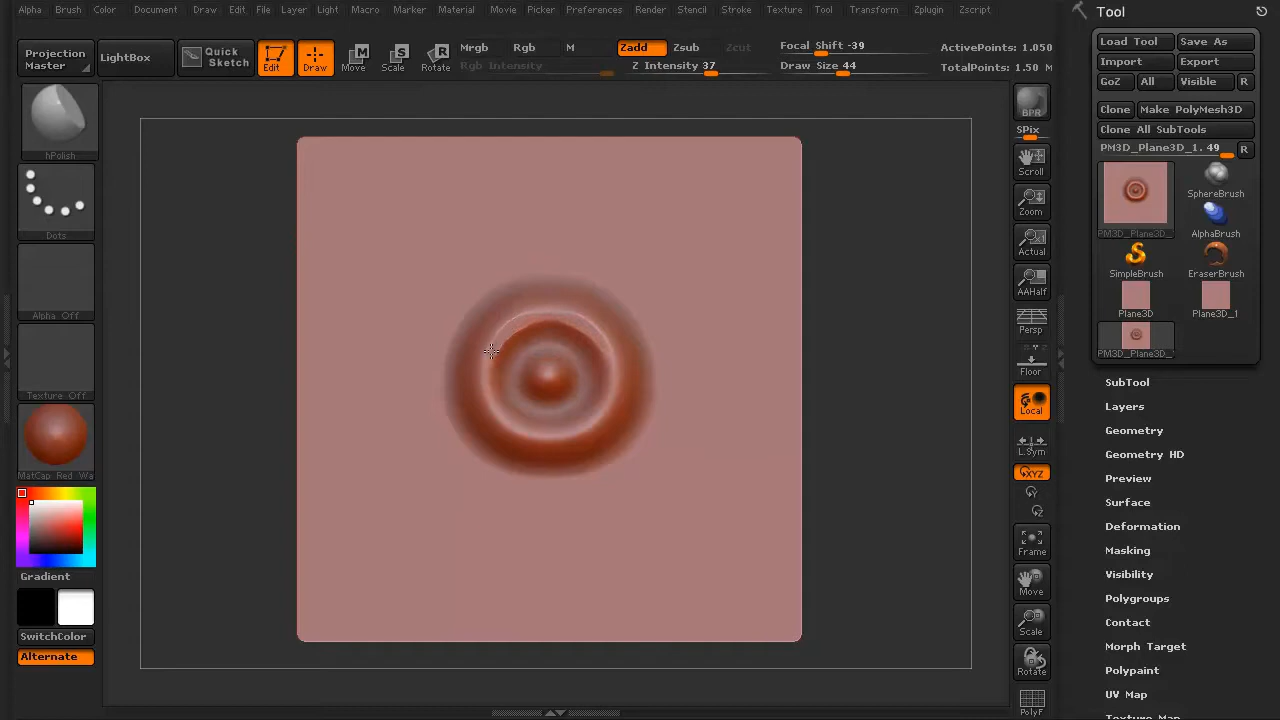 Alpha Brush Color Document Draw Edit File Layer Light Macro Marker Material Movie Picker Preferences Render Stencil Stroke Texture Tool Transform Zplugin Zscript
Tool
Projection Master
LightBox
Quick Sketch
Edit
Draw
M
Move
S
Scale
R
Rotate
Mrgb Rgb M
Rgb Intensity
Zadd Zsub Zcut
Z Intensity 37
Focal Shift -39
Draw Size 44
ActivePoints: 1.050
TotalPoints: 1.50 M
Load Tool Save As
Import Export
GoZ All Visible R
Clone Make PolyMesh3D
Clone All SubTools
PM3D_Plane3D_1. 49 R
PM3D_Plane3D_
SphereBrush
AlphaBrush
SimpleBrush
EraserBrush
Plane3D
Plane3D_1
PM3D_Plane3D_
SubTool
Layers
Geometry
Geometry HD
Preview
Surface
Deformation
Masking
Visibility
Polygroups
Contact
Morph Target
Polypaint
UV Map
hPolish
Dots
Alpha Off
Texture Off
MatCap Red Wa
Gradient
SwitchColor
Alternate
BPR
SPix
Scroll
Zoom
Actual
AAHalf
Persp
Floor
Local
L.Sym
XYZ
Y
Z
Frame
Move
Scale
Rotate
PolyF